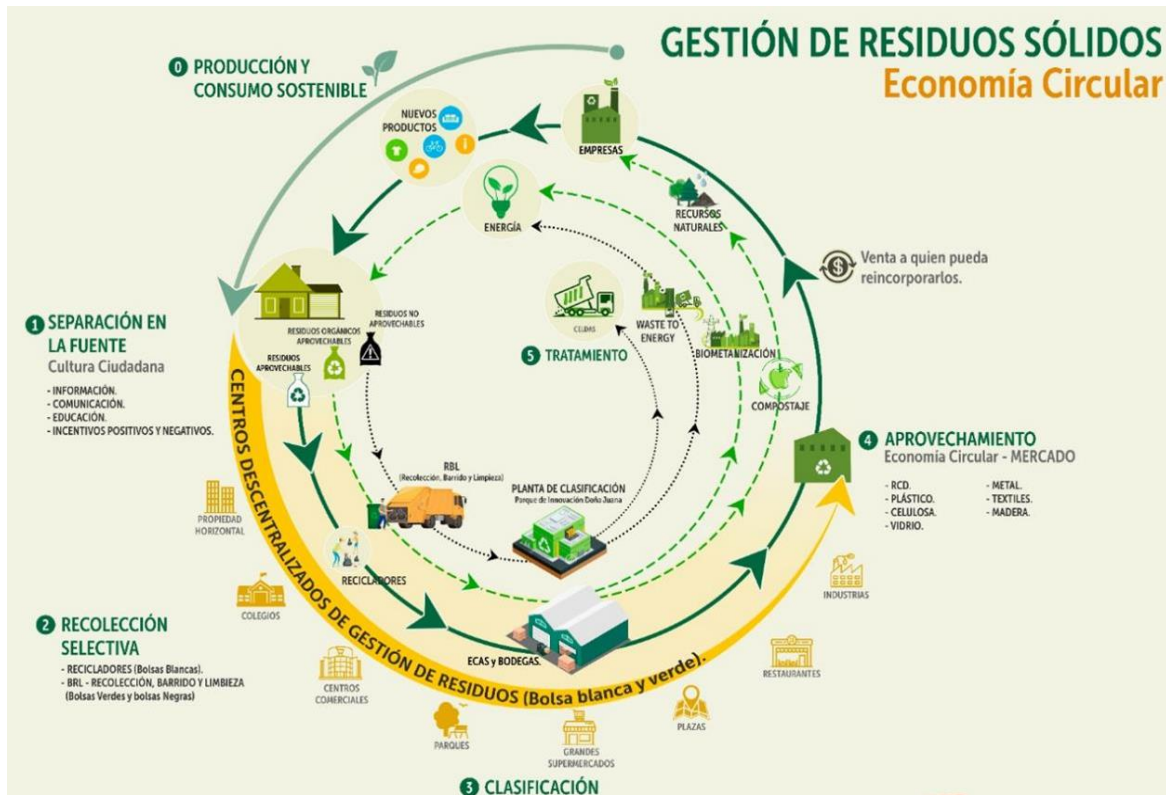 GESTIÓN DE RESIDUOS SÓLIDOS
Economía Circular
0 PRODUCCIÓN Y
CONSUMO SOSTENIBLE
NUEVOS
PRODUCTOS
EMPRESAS
ENERGÍA
RECURSOS
NATURALES
Venta a quien pueda
reincorporarlos.
1 SEPARACIÓN EN
LA FUENTE
Cultura Ciudadana
- INFORMACIÓN.
- COMUNICACIÓN.
- EDUCACIÓN.
- INCENTIVOS POSITIVOS Y NEGATIVOS.
RESIDUOS NO
APROVECHABLES
RESIDUOS ORGÁNICOS
APROVECHABLES
RESIDUOS
APROVECHABLES
CELDAS
5 TRATAMIENTO
WASTE TO
ENERGY
BIOMETANIZACIÓN
COMPOSTAJE
4 APROVECHAMIENTO
Economía Circular - MERCADO
- RCD.
- PLÁSTICO.
- CELULOSA.
- VIDRIO.
- METAL.
- TEXTILES.
- MADERA.
RBL
(Recolección, Barrido y Limpieza)
PLANTA DE CLASIFICACIÓN
Parque de Innovación Doña Juana
RECICLADORES
ECAS y BODEGAS.
CENTROS DESCENTRALIZADOS DE GESTIÓN DE RESIDUOS (Bolsa blanca y verde).
PROPIEDAD
HORIZONTAL
COLEGIOS
CENTROS
COMERCIALES
PARQUES
GRANDES
SUPERMERCADOS
PLAZAS
RESTAURANTES
INDUSTRIAS
2 RECOLECCIÓN
SELECTIVA
- RECICLADORES (Bolsas Blancas).
- BRL - RECOLECCIÓN, BARRIDO Y LIMBIEZA
(Bolsas Verdes y bolsas Negras)
3 CLASIFICACIÓN